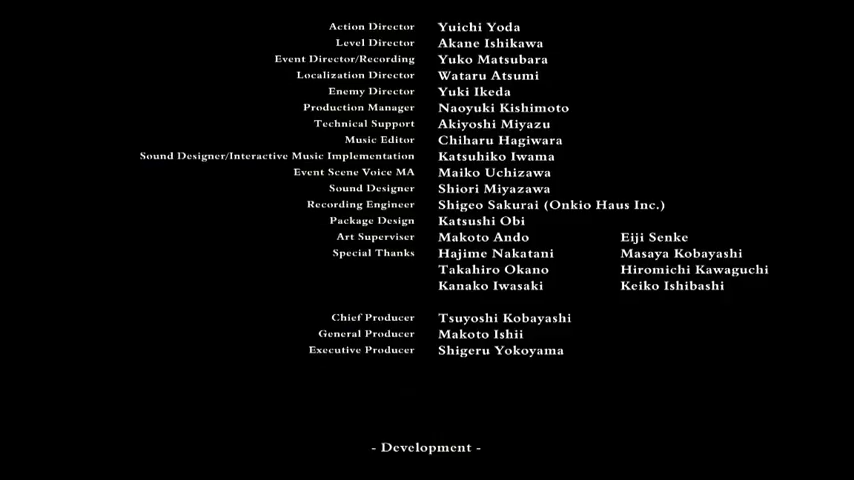 Action Director Yuichi Yoda
Level Director Akane Ishikawa
Event Director/Recording Yuko Matsubara
Localization Director Wataru Atsumi
Enemy Director Yuki Ikeda
Production Manager Naoyuki Kishimoto
Technical Support Akiyoshi Miyazu
Music Editor Chiharu Hagiwara
Sound Designer/Interactive Music Implementation Katsuhiko Iwama
Event Scene Voice MA Maiko Uchizawa
Sound Designer Shiori Miyazawa
Recording Engineer Shigeo Sakurai (Onkio Haus Inc.)
Package Design Katsushi Obi
Art Superviser Makoto Ando Eiji Senke
Special Thanks Hajime Nakatani Masaya Kobayashi
Takahiro Okano Hiromichi Kawaguchi
Kanako Iwasaki Keiko Ishibashi
Chief Producer Tsuyoshi Kobayashi
General Producer Makoto Ishii
Executive Producer Shigeru Yokoyama
- Development -